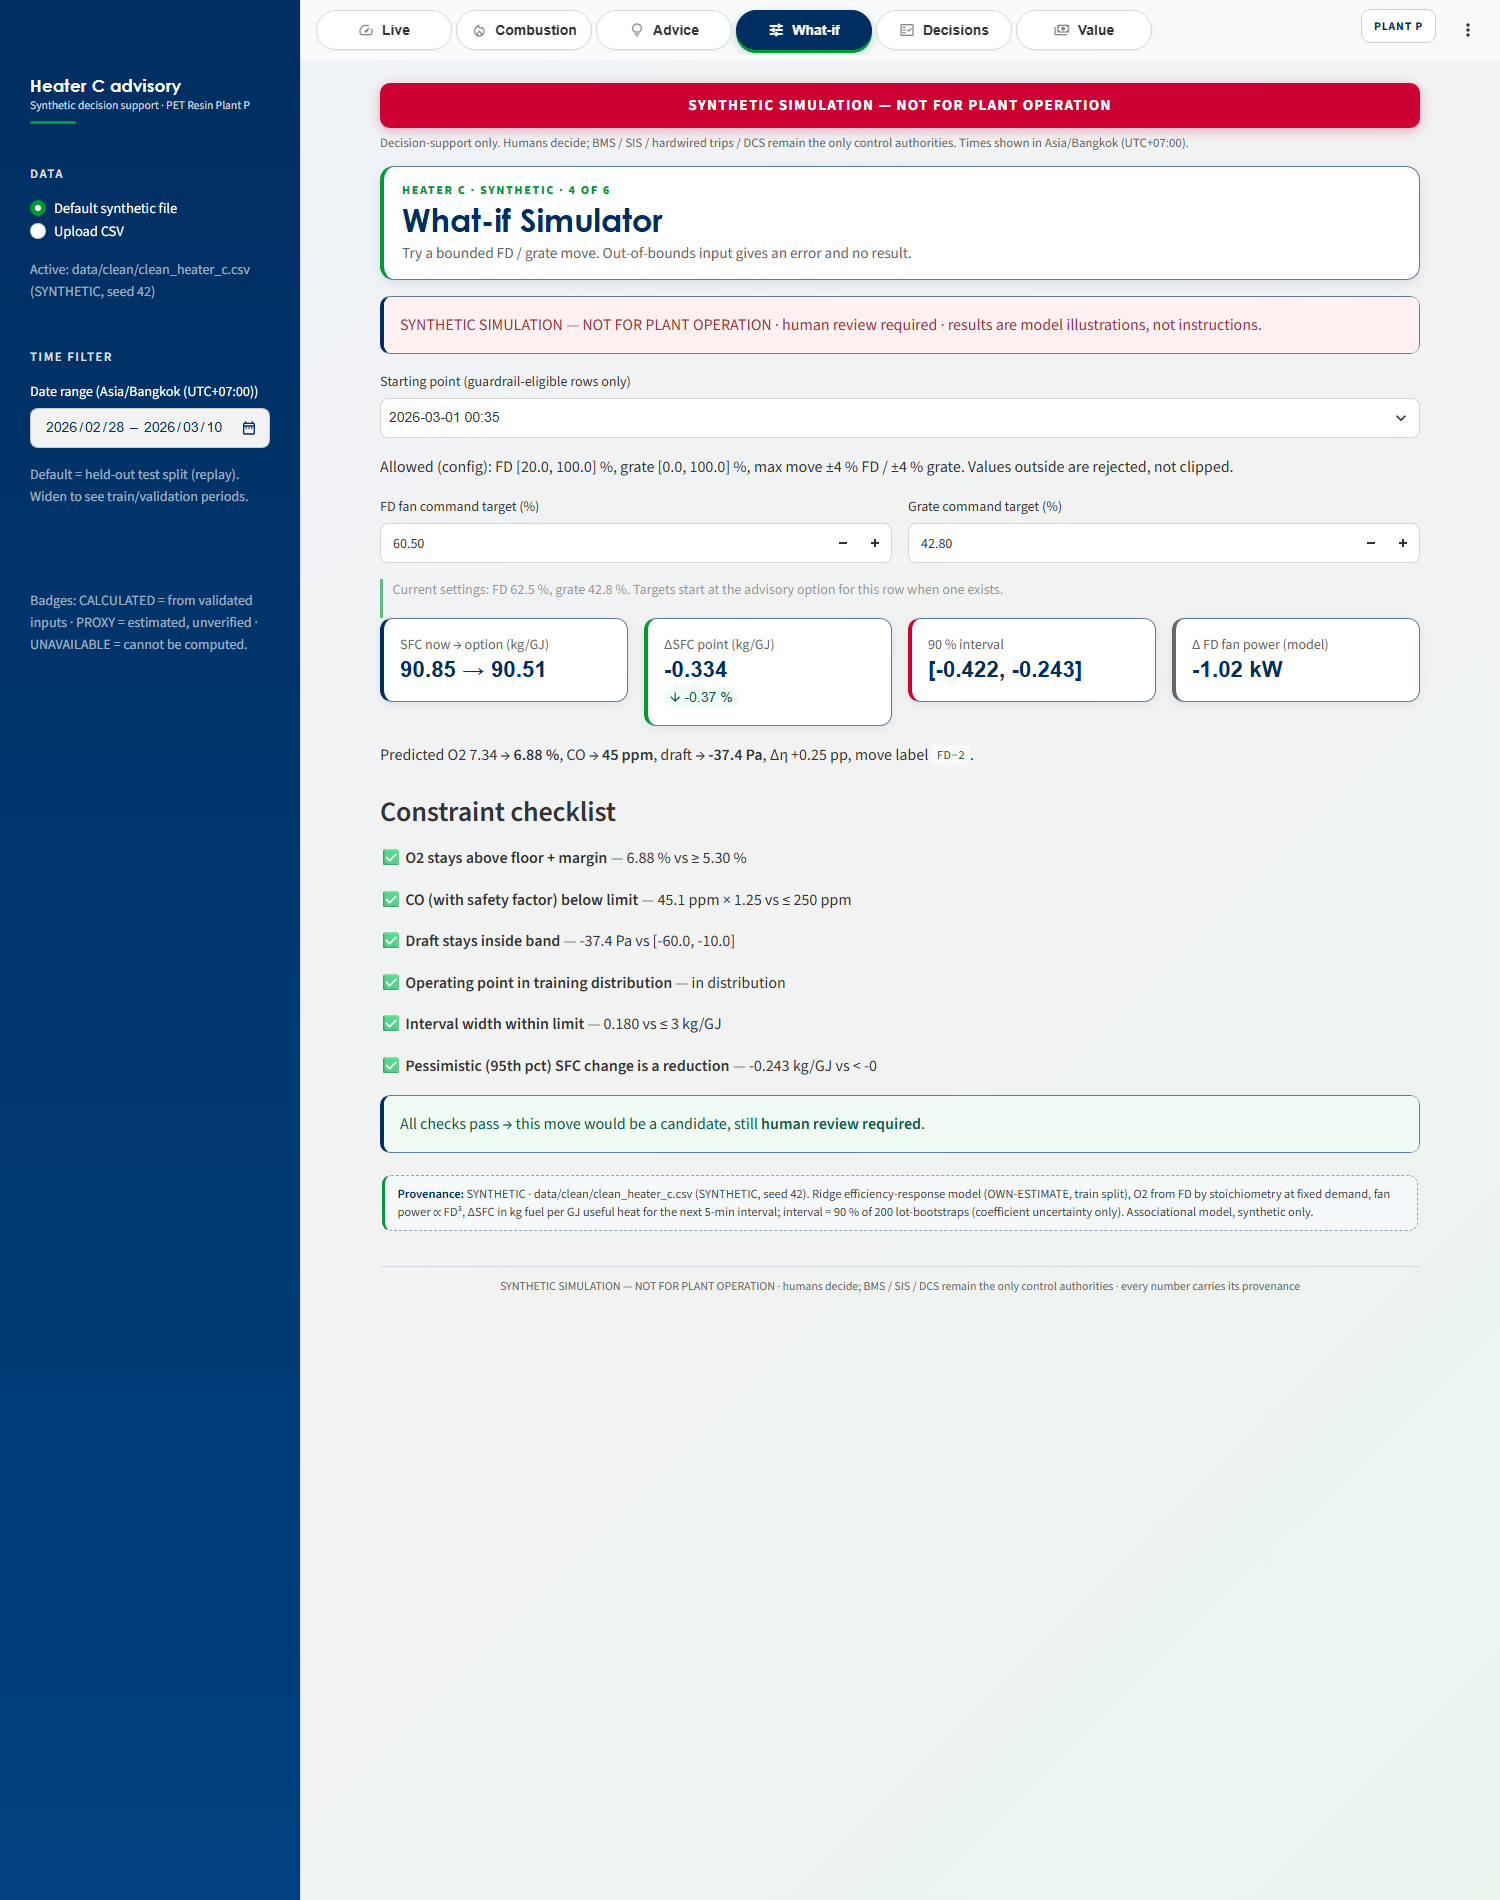 Live
Combustion
Advice
What-if
Decisions
Value
PLANT P
Heater C advisory
Synthetic decision support · PET Resin Plant P
DATA
Default synthetic file
Upload CSV
Active: data/clean/clean_heater_c.csv
(SYNTHETIC, seed 42)
TIME FILTER
Date range (Asia/Bangkok (UTC+07:00))
2026/02/28 – 2026/03/10
Default = held-out test split (replay).
Widen to see train/validation periods.
Badges: CALCULATED = from validated
inputs · PROXY = estimated, unverified ·
UNAVAILABLE = cannot be computed.
SYNTHETIC SIMULATION — NOT FOR PLANT OPERATION
Decision-support only. Humans decide; BMS / SIS / hardwired trips / DCS remain the only control authorities. Times shown in Asia/Bangkok (UTC+07:00).
HEATER C · SYNTHETIC · 4 OF 6
What-if Simulator
Try a bounded FD / grate move. Out-of-bounds input gives an error and no result.
SYNTHETIC SIMULATION — NOT FOR PLANT OPERATION · human review required · results are model illustrations, not instructions.
Starting point (guardrail-eligible rows only)
2026-03-01 00:35
Allowed (config): FD [20.0, 100.0] %, grate [0.0, 100.0] %, max move ±4 % FD / ±4 % grate. Values outside are rejected, not clipped.
FD fan command target (%)
60.50
Grate command target (%)
42.80
Current settings: FD 62.5 %, grate 42.8 %. Targets start at the advisory option for this row when one exists.
SFC now → option (kg/GJ)
90.85 → 90.51
ΔSFC point (kg/GJ)
-0.334
↓ -0.37 %
90 % interval
[-0.422, -0.243]
Δ FD fan power (model)
-1.02 kW
Predicted O2 7.34 → 6.88 %, CO → 45 ppm, draft → -37.4 Pa, Δη +0.25 pp, move label FD-2 .
Constraint checklist
✅ O2 stays above floor + margin — 6.88 % vs ≥ 5.30 %
✅ CO (with safety factor) below limit — 45.1 ppm × 1.25 vs ≤ 250 ppm
✅ Draft stays inside band — -37.4 Pa vs [-60.0, -10.0]
✅ Operating point in training distribution — in distribution
✅ Interval width within limit — 0.180 vs ≤ 3 kg/GJ
✅ Pessimistic (95th pct) SFC change is a reduction — -0.243 kg/GJ vs < -0
All checks pass → this move would be a candidate, still human review required.
Provenance: SYNTHETIC · data/clean/clean_heater_c.csv (SYNTHETIC, seed 42). Ridge efficiency-response model (OWN-ESTIMATE, train split), O2 from FD by stoichiometry at fixed demand, fan
power ∝ FD³, ΔSFC in kg fuel per GJ useful heat for the next 5-min interval; interval = 90 % of 200 lot-bootstraps (coefficient uncertainty only). Associational model, synthetic only.
SYNTHETIC SIMULATION — NOT FOR PLANT OPERATION · humans decide; BMS / SIS / DCS remain the only control authorities · every number carries its provenance